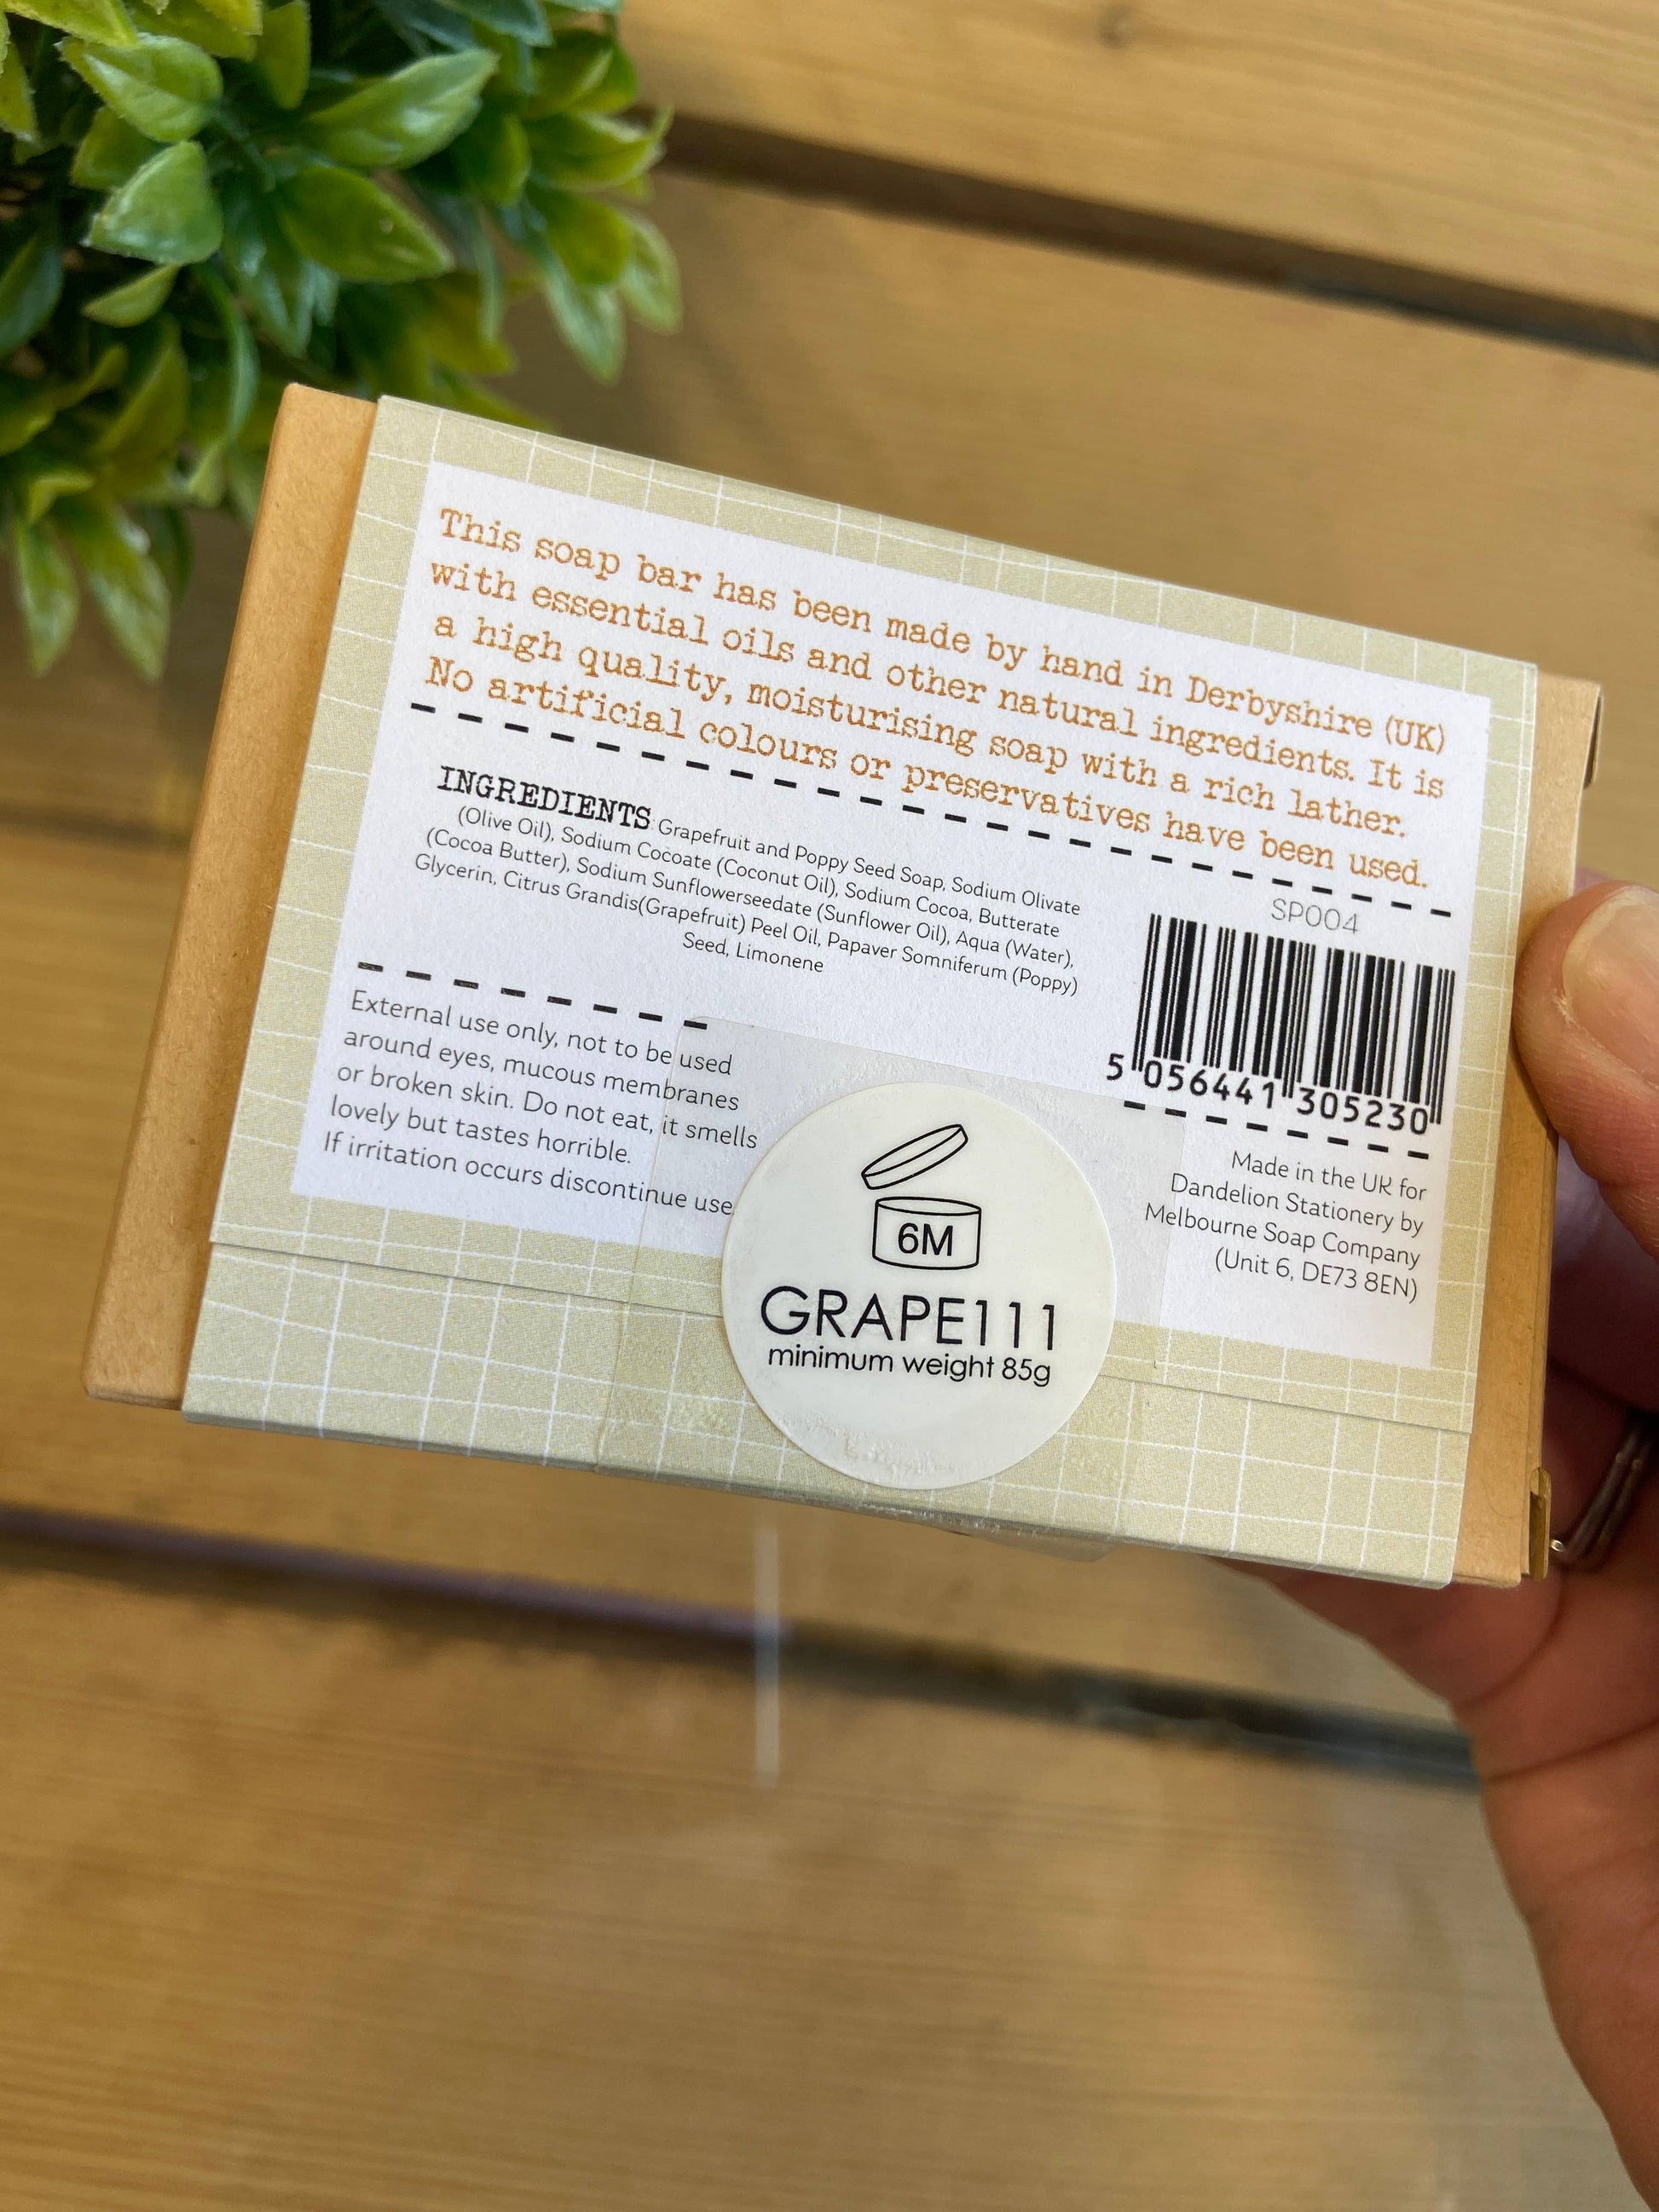 This soap bar has been made by hand in Derbyshire (UK)
with essential oils and other natural ingredients. It is
a high quality, moisturising soap with a rich lather.
No artificial colours or preservatives have been used.
INGREDIENTS Grapefruit and Poppy Seed Soap, Sodium Olivate
(Olive Oil), Sodium Cocoate (Coconut Oil), Sodium Cocoa, Butterate
(Cocoa Butter), Sodium Sunflowerseedate (Sunflower Oil), Aqua (Water),
Glycerin, Citrus Grandis(Grapefruit) Peel Oil, Papaver Somniferum (Poppy)
Seed, Limonene
SP004
5 056441 305230
External use only, not to be used
around eyes, mucous membranes
or broken skin. Do not eat, it smells
lovely but tastes horrible.
If irritation occurs discontinue use
6M
GRAPE111
minimum weight 85g
Made in the UK for
Dandelion Stationery by
Melbourne Soap Company
(Unit 6, DE73 8EN)